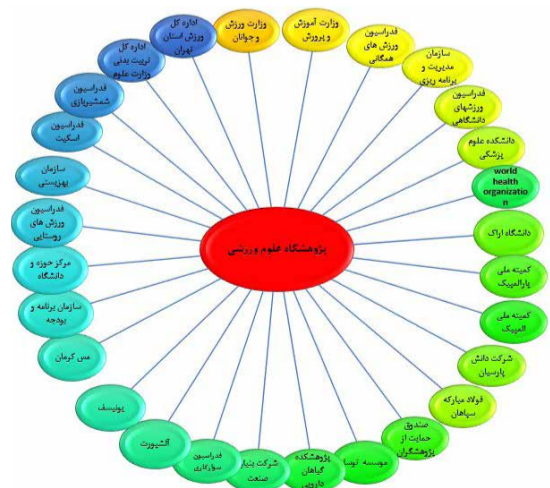 پژوهشگاه علوم ورزشی
وزارت ورزش
و جوانان
وزارت آموزش
و پرورش
فدراسیون
ورزش های
همگانی
سازمان
مدیریت و
برنامه ریزی
فدراسیون
ورزشهای
دانشگاهی
دانشکده علوم
پزشکی
world
health
organizatio
n
دانشگاه اراک
کمیته ملی
پارالمپیک
کمیته ملی
المپیک
شرکت دانش
پارسیان
فولاد مبارکه
سپاهان
صندوق
حمایت از
پژوهشگران
موسسه توسا
پژوهشکده
گیاهان
دارویی
شرکت بنیان
صنعت
فدراسیون
سوارکاری
آلشپورت
یونیسف
مس کرمان
سازمان برنامه و
بودجه
مرکز حوزه و
دانشگاه
فدراسیون
ورزش های
روستایی
سازمان
بهزیستی
فدراسیون
اسکیت
فدراسیون
شمشیربازی
اداره کل
تربیت بدنی
وزارت علوم
اداره کل
ورزش استان
تهران